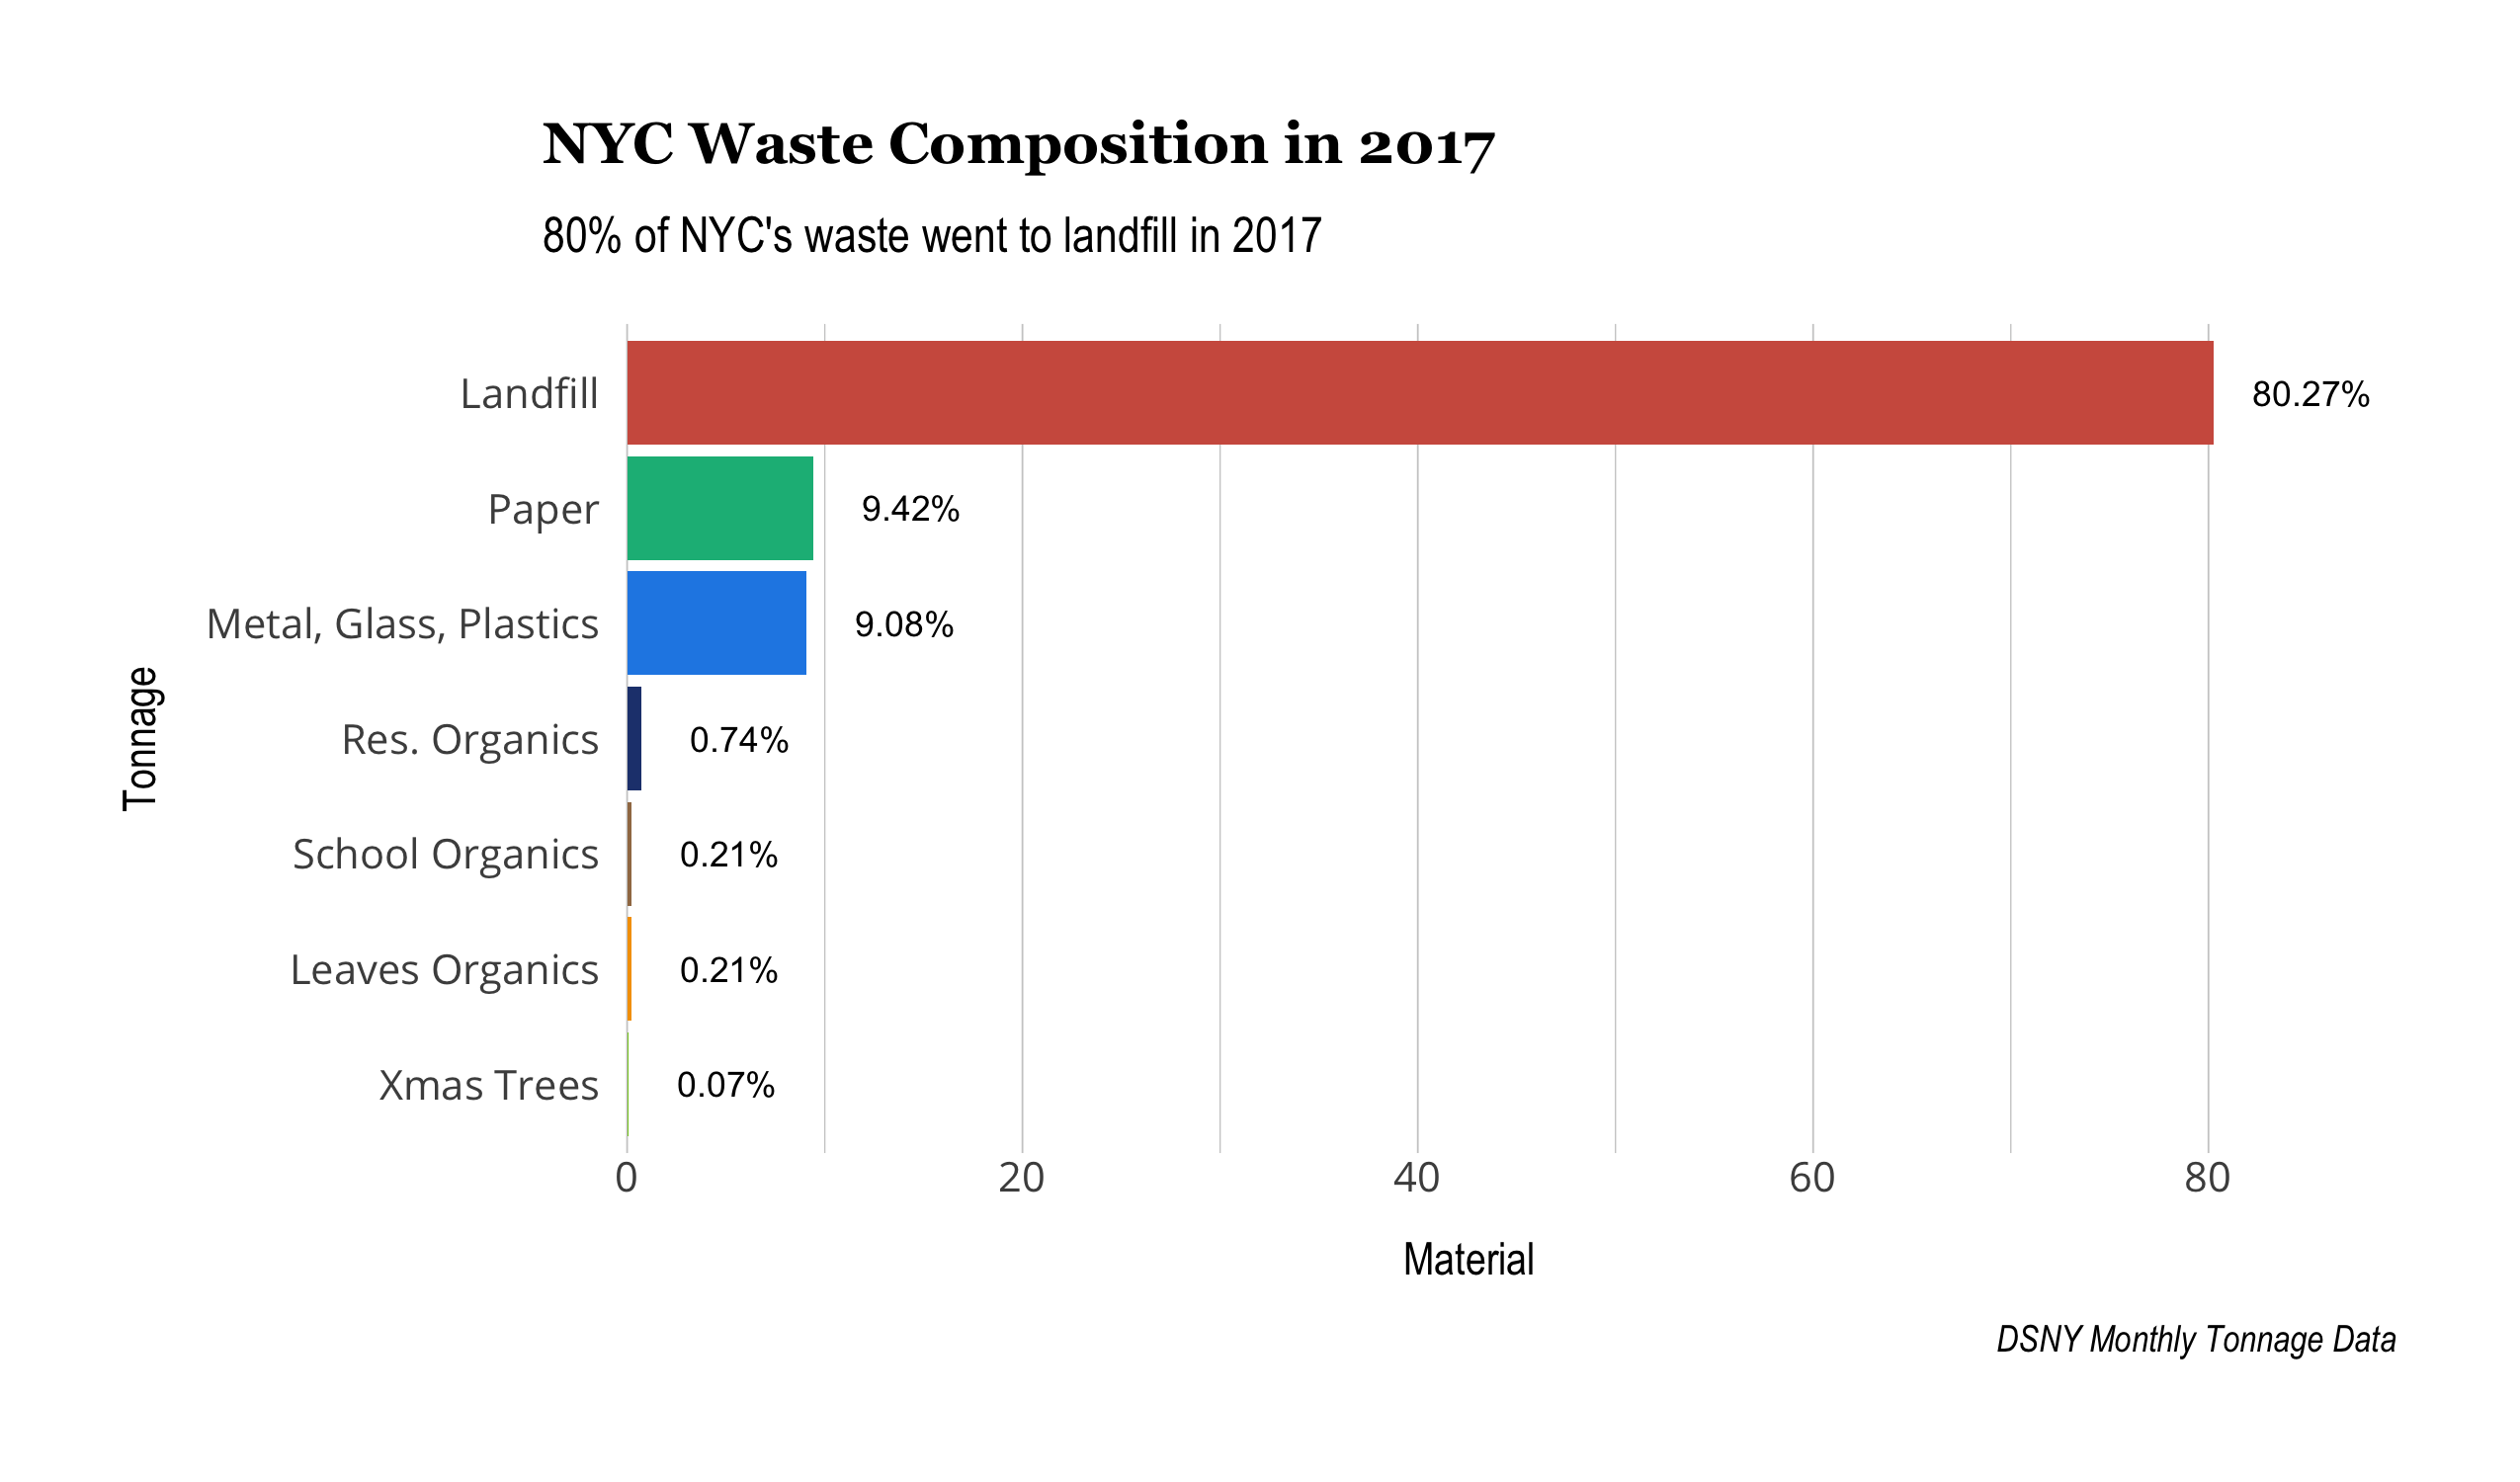 NYC Waste Composition in 2017
80% of NYC's waste went to landfill in 2017
Landfill
80.27%
Paper
9.42%
Metal, Glass, Plastics
9.08%
Tonnage
Res. Organics
0.74%
School Organics
0.21%
Leaves Organics
0.21%
Xmas Trees
0.07%
0 20 40 60 80
Material
DSNY Monthly Tonnage Data